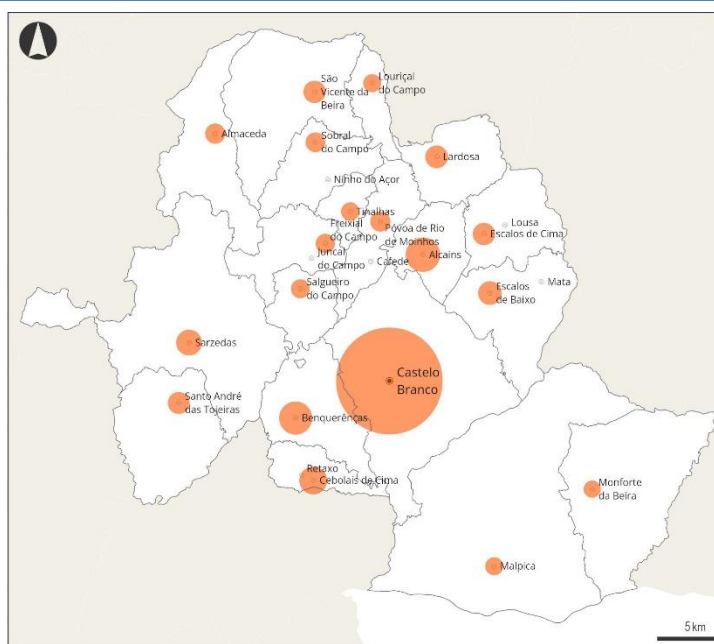 São
Vicente da
Beira
Louriçal
do Campo
Almaceda
Sobral
do Campo
Lardosa
Ninho do Açor
Tinalhas
Póvoa de Rio
de Moinhos
Lousa
Escalos de Cima
Freixial
do Campo
Juncal
do Campo
Cafede
Alcains
Salgueiro
do Campo
Mata
Escalos
de Baixo
Sarzedas
Castelo
Branco
Santo André
das Tojeiras
Benquerenças
Retaxo
Cebolais de Cima
Monforte
da Beira
Malpica
5 km